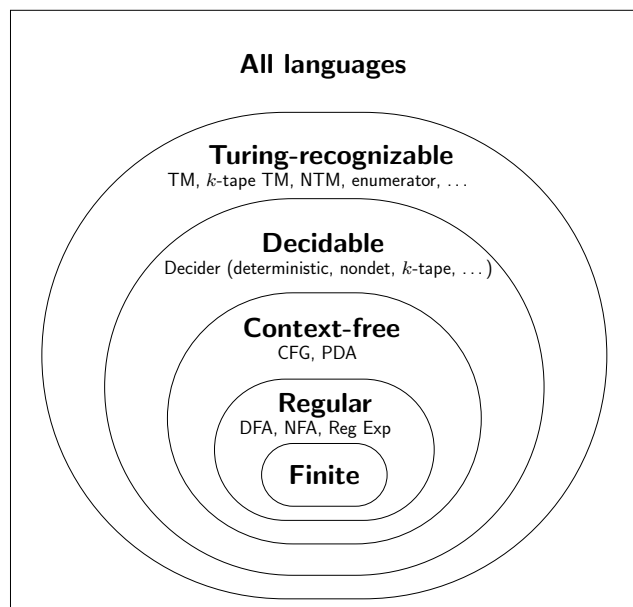 All languages
Turing-recognizable
TM, k-tape TM, NTM, enumerator, ...
Decidable
Decider (deterministic, nondet, k-tape, ...)
Context-free
CFG, PDA
Regular
DFA, NFA, Reg Exp
Finite